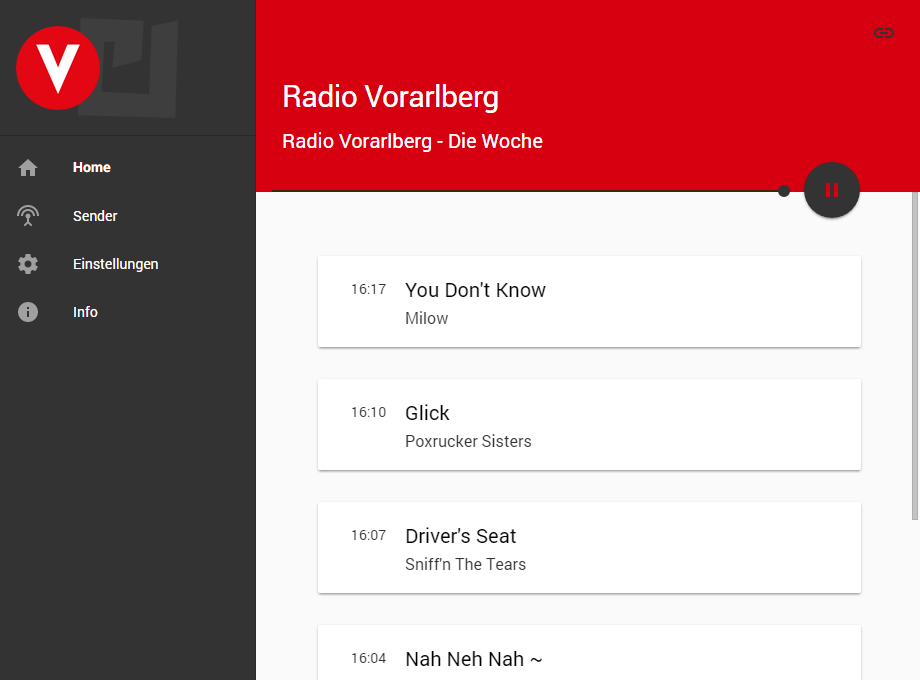 V
Home
Sender
Einstellungen
Info
Radio Vorarlberg
Radio Vorarlberg - Die Woche
16:17 You Don't Know
Milow
16:10 Glick
Poxrucker Sisters
16:07 Driver's Seat
Sniff'n The Tears
16:04 Nah Neh Nah ~